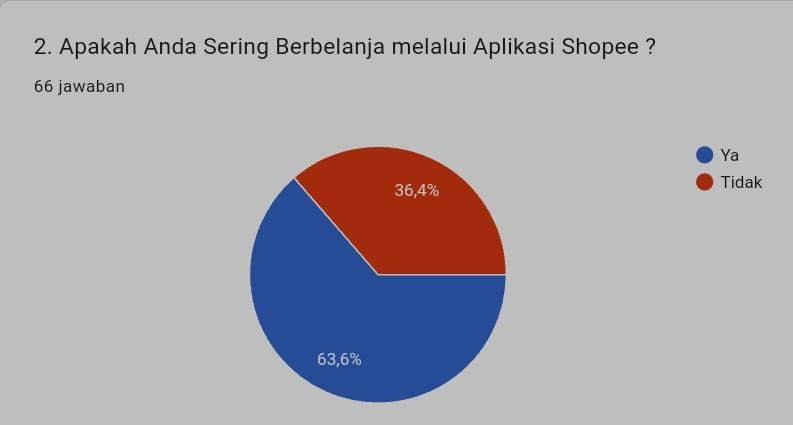 2. Apakah Anda Sering Berbelanja melalui Aplikasi Shopee ?
66 jawaban
Ya
Tidak
36,4%
63,6%